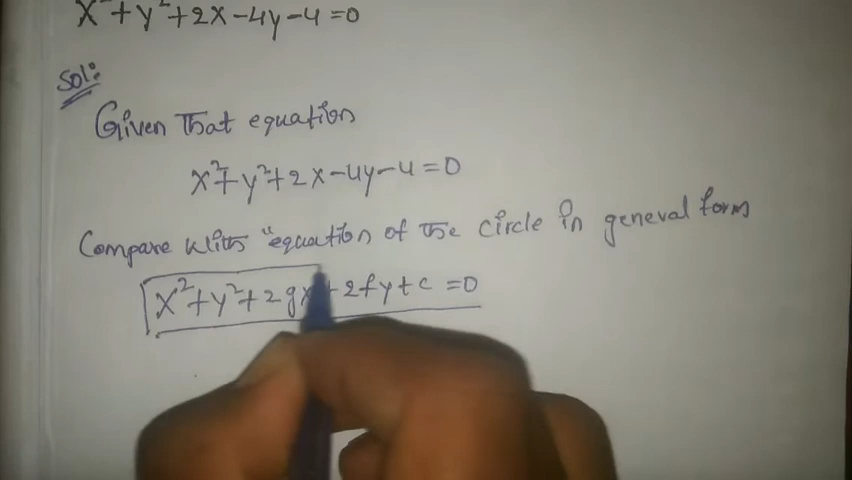 x²+y²+2x-4y-4=0
Sol:
Given That equation
x²+y²+2x-4y-4=0
Compare with "equation of the circle in general form
x²+y²+2gx+2fy+c=0